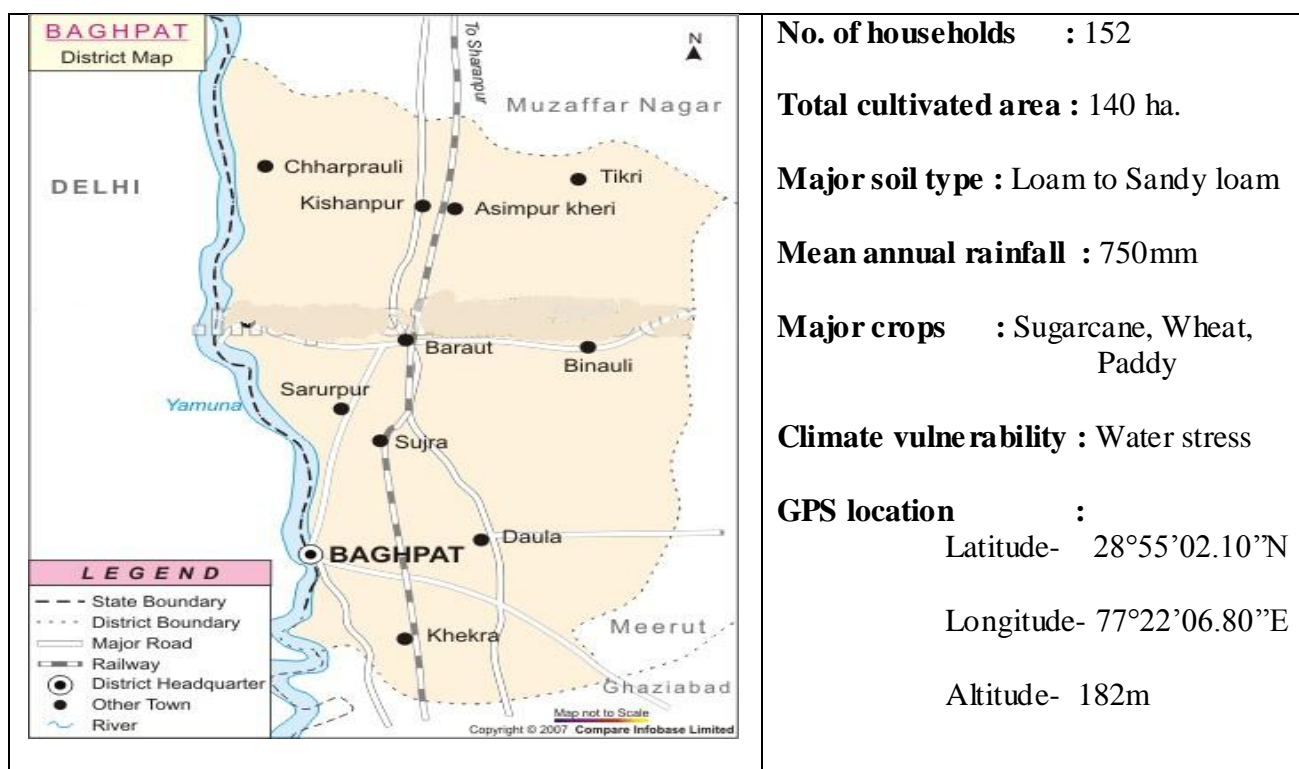 BAGHPAT
District Map
N
To Sharanpur
Muzaffar Nagar
DELHI
Chharprauli
Tikri
Kishanpur
Asimpur kheri
Baraut
Binauli
Sarurpur
Yamuna
Sujra
Daula
BAGHPAT
Khekra
Meerut
Ghaziabad
LEGEND
State Boundary
District Boundary
Major Road
Railway
District Headquarter
Other Town
River
Map not to Scale
Copyright © 2007 Compare Infobase Limited
No. of households : 152
Total cultivated area : 140 ha.
Major soil type : Loam to Sandy loam
Mean annual rainfall : 750mm
Major crops : Sugarcane, Wheat,
Paddy
Climate vulnerability : Water stress
GPS location :
Latitude- 28°55’02.10”N
Longitude- 77°22’06.80”E
Altitude- 182m